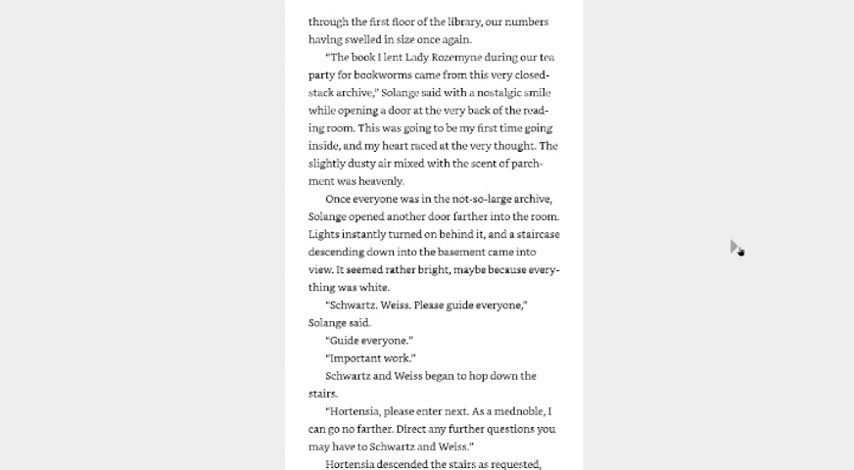 through the first floor of the library, our numbers
having swelled in size once again.
“The book I lent Lady Rozemyne during our tea
party for bookworms came from this very closed-
stack archive,” Solange said with a nostalgic smile
while opening a door at the very back of the read-
ing room. This was going to be my first time going
inside, and my heart raced at the very thought. The
slightly dusty air mixed with the scent of parch-
ment was heavenly.
Once everyone was in the not-so-large archive,
Solange opened another door farther into the room.
Lights instantly turned on behind it, and a staircase
descending down into the basement came into
view. It seemed rather bright, maybe because every-
thing was white.
“Schwartz. Weiss. Please guide everyone,”
Solange said.
“Guide everyone.”
“Important work.”
Schwartz and Weiss began to hop down the
stairs.
“Hortensia, please enter next. As a mednoble, I
can go no farther. Direct any further questions you
may have to Schwartz and Weiss.”
Hortensia descended the stairs as requested,